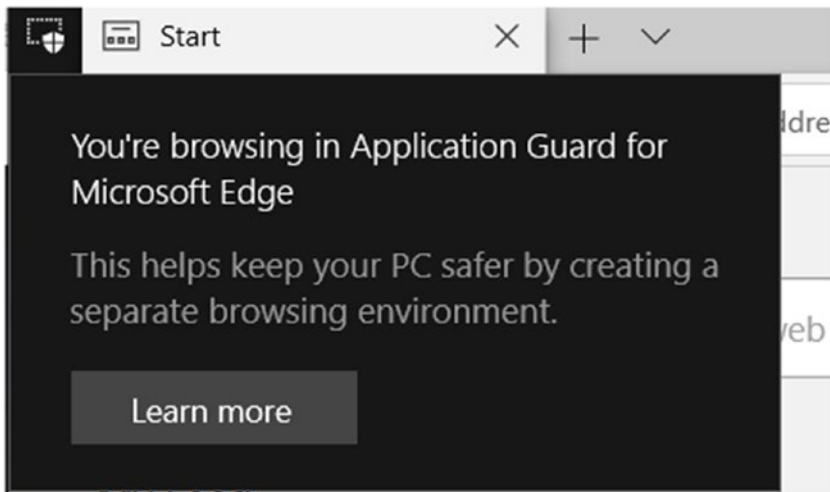 Start
You're browsing in Application Guard for
Microsoft Edge
This helps keep your PC safer by creating a
separate browsing environment.
Learn more